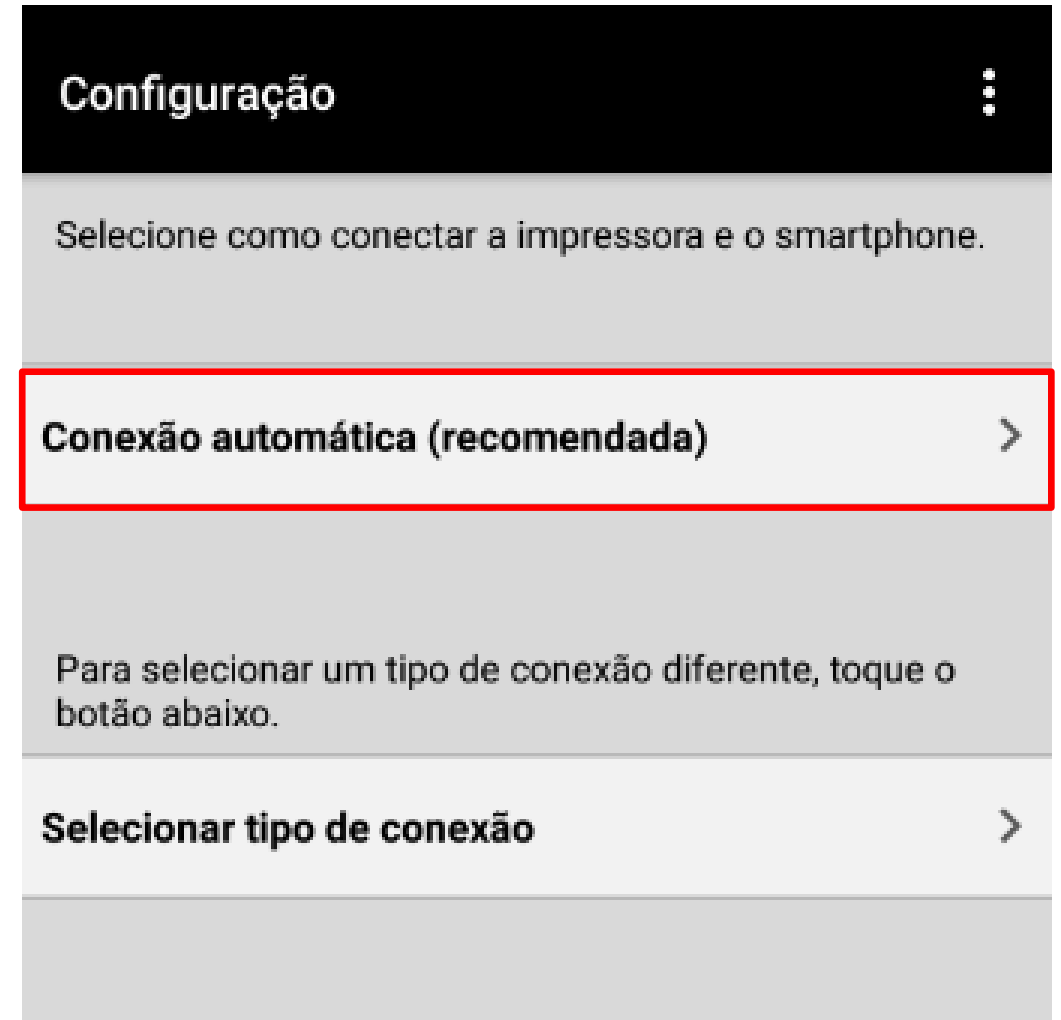 Configuração
Selecione como conectar a impressora e o smartphone.
Conexão automática (recomendada)
Para selecionar um tipo de conexão diferente, toque o
botão abaixo.
Selecionar tipo de conexão